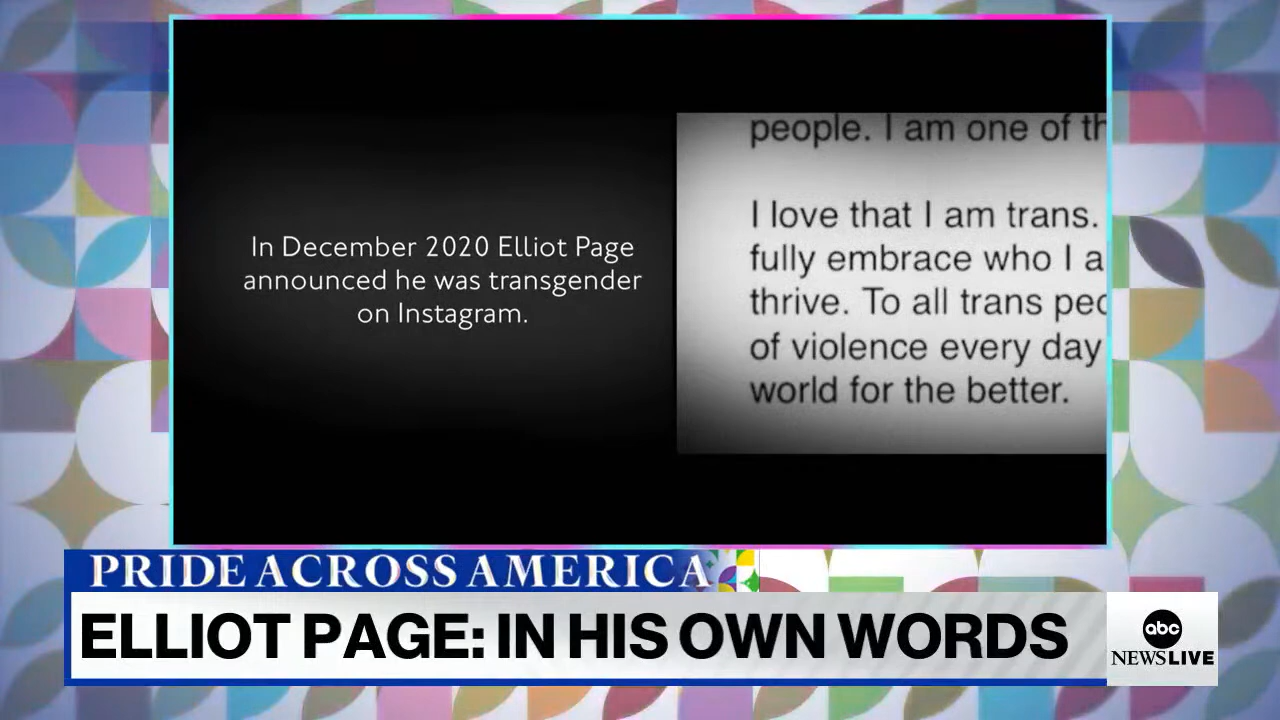 In December 2020 Elliot Page
announced he was transgender
on Instagram.
people. I am one of th
I love that I am trans.
fully embrace who I a
thrive. To all trans pec
of violence every day
world for the better.
PRIDE ACROSS AMERICA
ELLIOT PAGE: IN HIS OWN WORDS
abc
NEWS LIVE